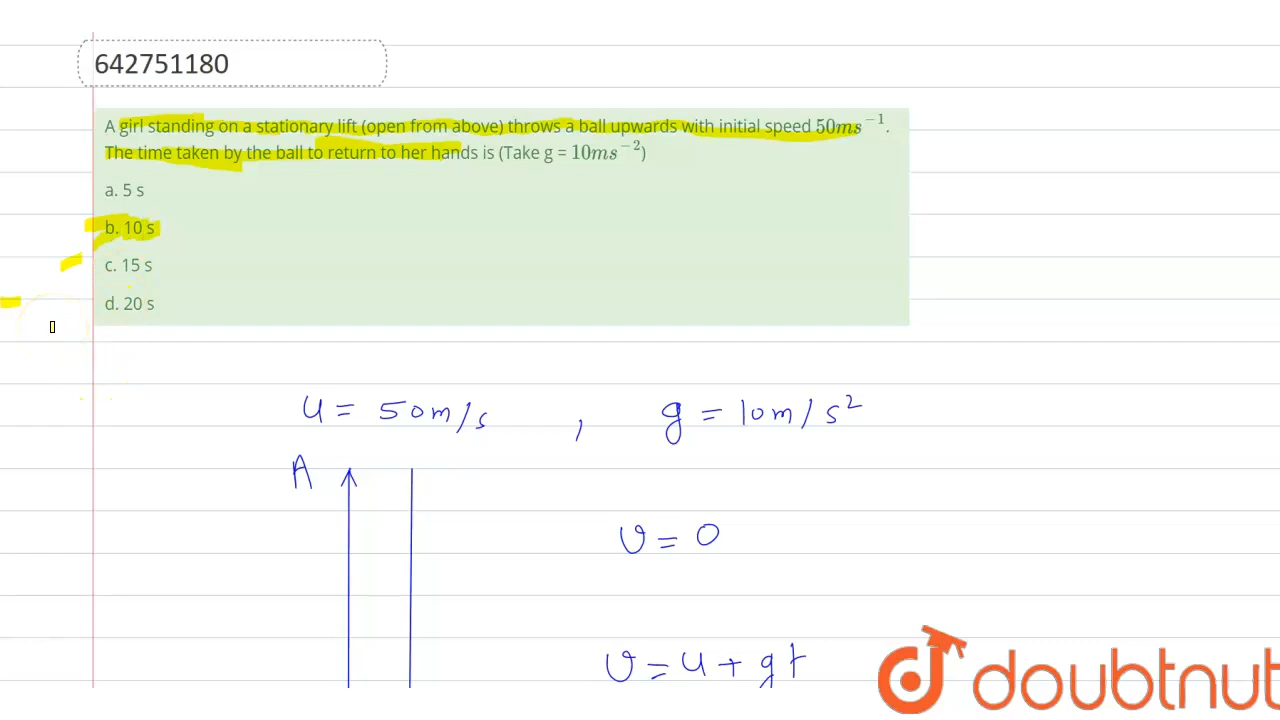 642751180
A girl standing on a stationary lift (open from above) throws a ball upwards with initial speed 50ms⁻¹.
The time taken by the ball to return to her hands is (Take g = 10ms⁻²)
a. 5 s
b. 10 s
c. 15 s
d. 20 s
u = 50m/s , g = 10m/s²
A
v = 0
v = u + gt
doubtnut